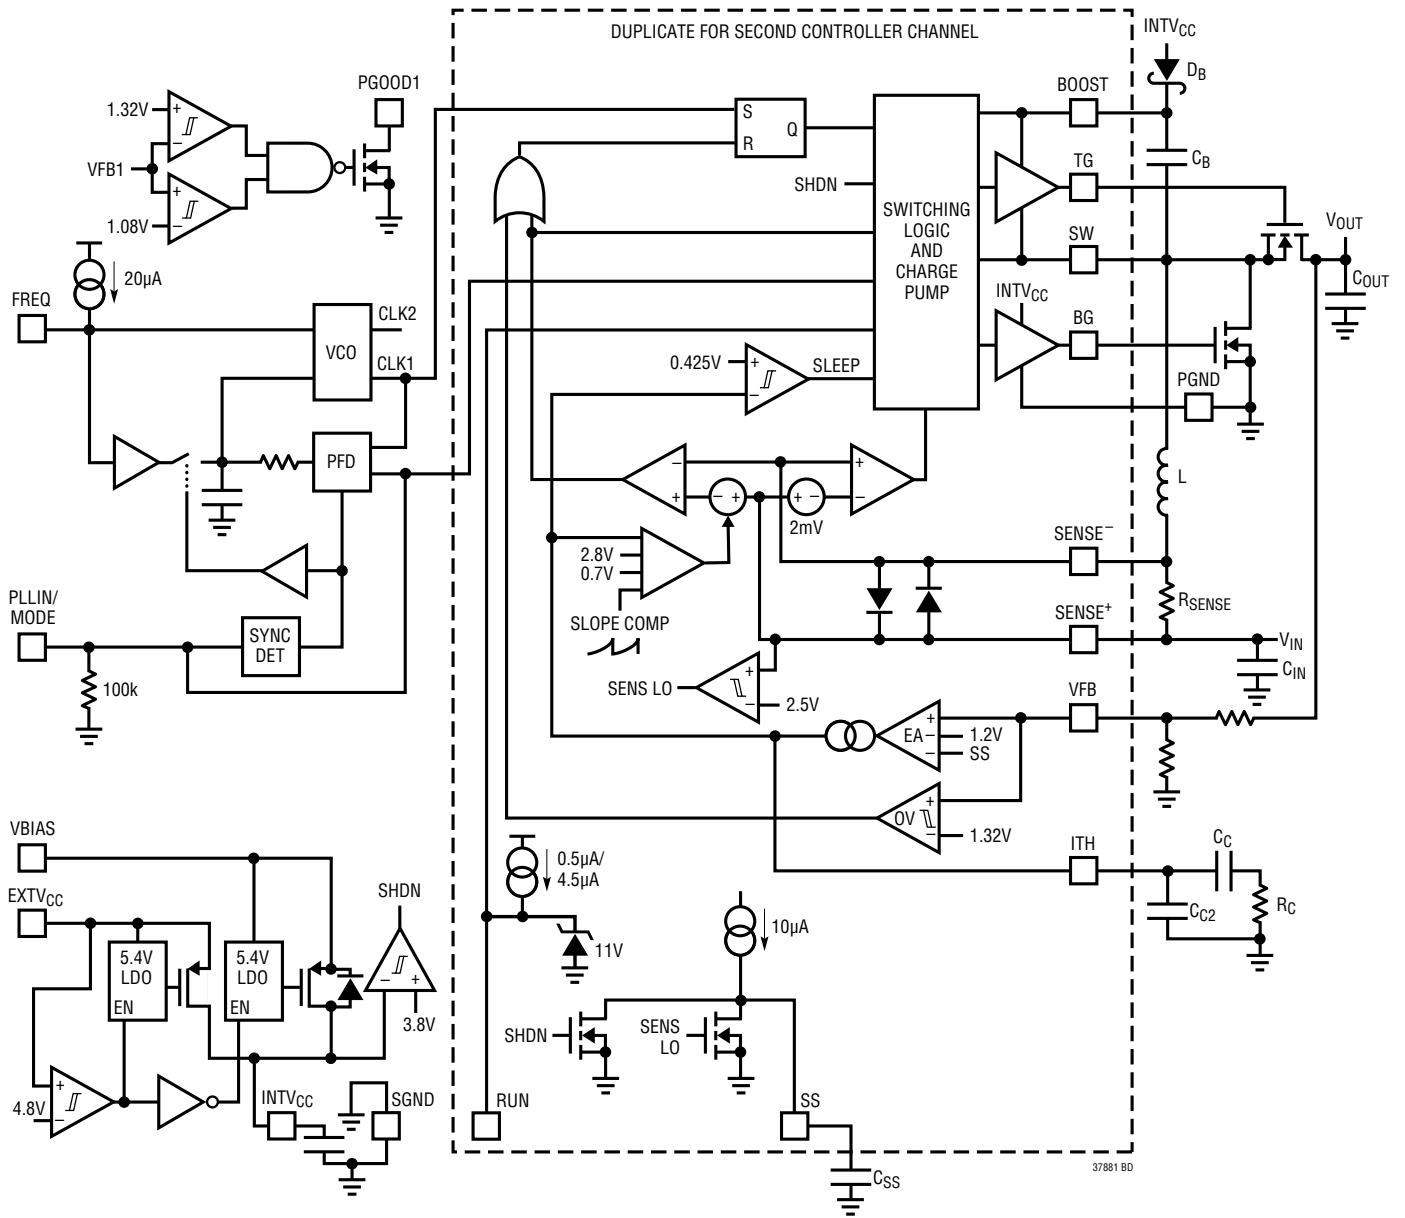 DUPLICATE FOR SECOND CONTROLLER CHANNEL
INTVCC
DB
PGOOD1
BOOST
1.32V
+
−
S
R
Q
CB
VFB1
TG
SHDN
+
−
1.08V
SWITCHING
LOGIC
AND
CHARGE
PUMP
SW
VOUT
20µA
COUT
FREQ
INTVCC
CLK2
BG
VCO
CLK1
0.425V
+
−
SLEEP
PGND
PFD
−
+
− +
+ −
2mV
+
−
L
SENSE−
2.8V
0.7V
PLLIN/
MODE
RSENSE
SENSE+
SLOPE COMP
SYNC
DET
VIN
CIN
100k
SENS LO
+
−
2.5V
VFB
EA
+
−
−
1.2V
SS
OV
+
−
1.32V
VBIAS
ITH
CC
0.5µA/
4.5µA
EXTVCC
SHDN
RC
CC2
10µA
5.4V
LDO
EN
5.4V
LDO
EN
11V
−
+
3.8V
SHDN
SENS
LO
+
−
4.8V
INTVCC
SGND
RUN
SS
37881 BD
CSS